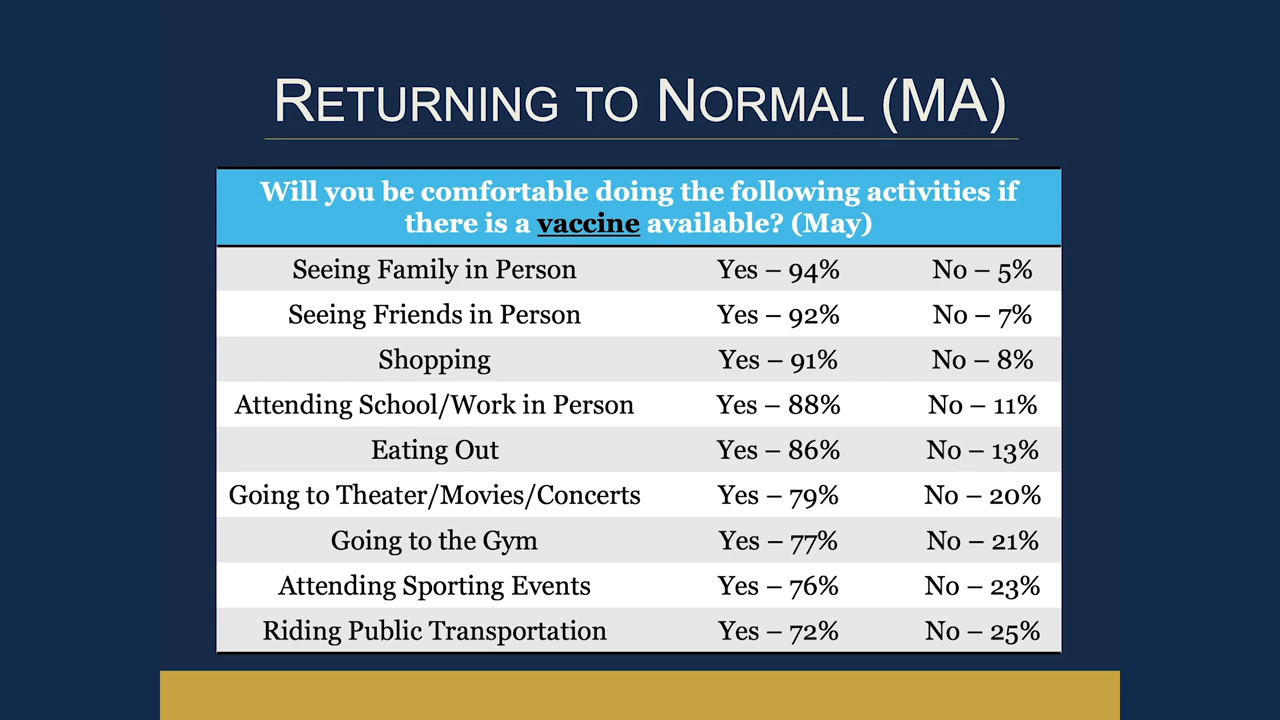 RETURNING TO NORMAL (MA)
Will you be comfortable doing the following activities if
there is a vaccine available? (May)
Seeing Family in Person Yes – 94% No – 5%
Seeing Friends in Person Yes – 92% No – 7%
Shopping Yes – 91% No – 8%
Attending School/Work in Person Yes – 88% No – 11%
Eating Out Yes – 86% No – 13%
Going to Theater/Movies/Concerts Yes – 79% No – 20%
Going to the Gym Yes – 77% No – 21%
Attending Sporting Events Yes – 76% No – 23%
Riding Public Transportation Yes – 72% No – 25%